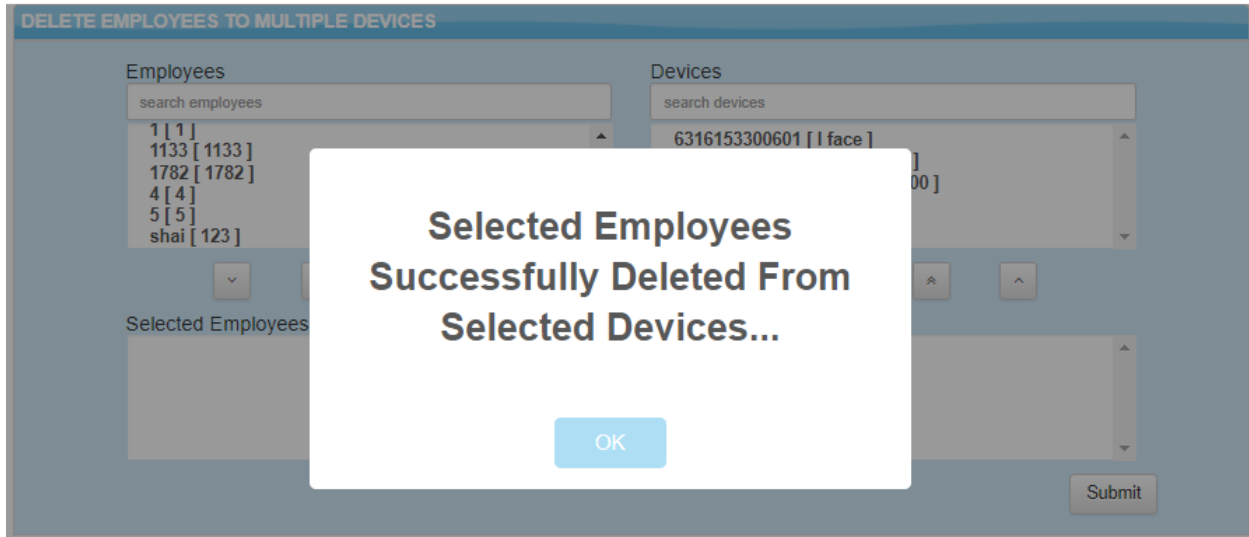 DELETE EMPLOYEES TO MULTIPLE DEVICES
Employees
search employees
1 [ 1 ]
1133 [ 1133 ]
1782 [ 1782 ]
4 [ 4 ]
5 [ 5 ]
shai [ 123 ]
Devices
search devices
6316153300601 [ I face ]
]
00 ]
Selected Employees
Successfully Deleted From
Selected Devices...
OK
Selected Employees
Submit